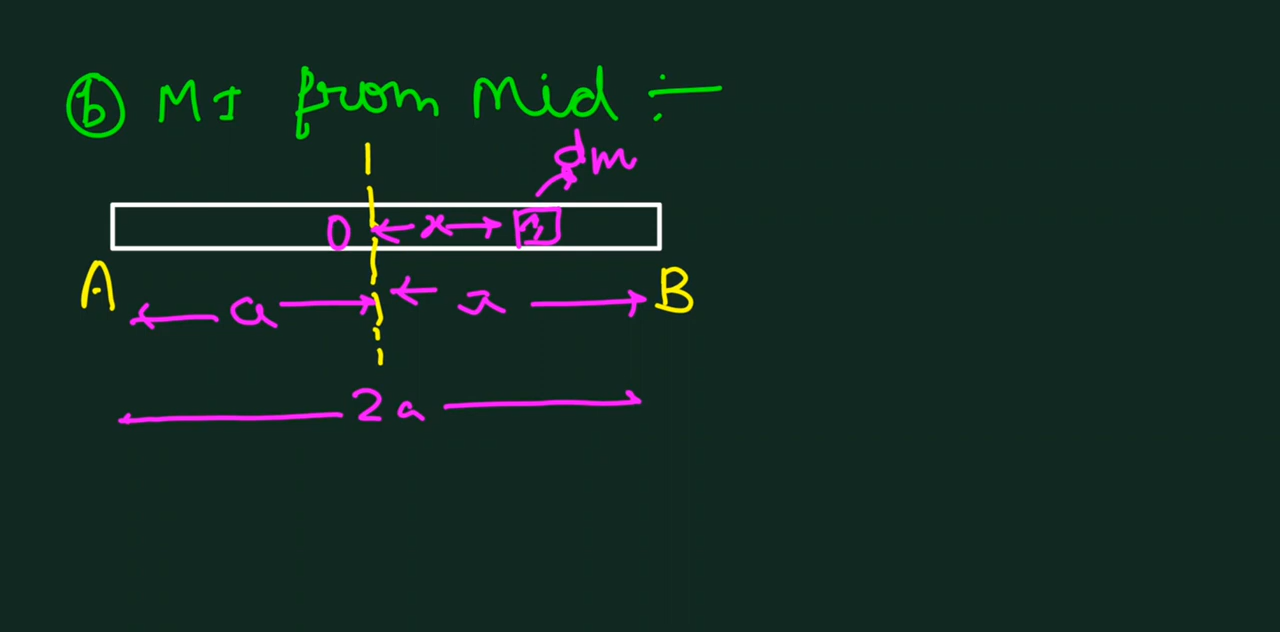 ⓑ MI from Mid :-
dm
O x
A a B
2a